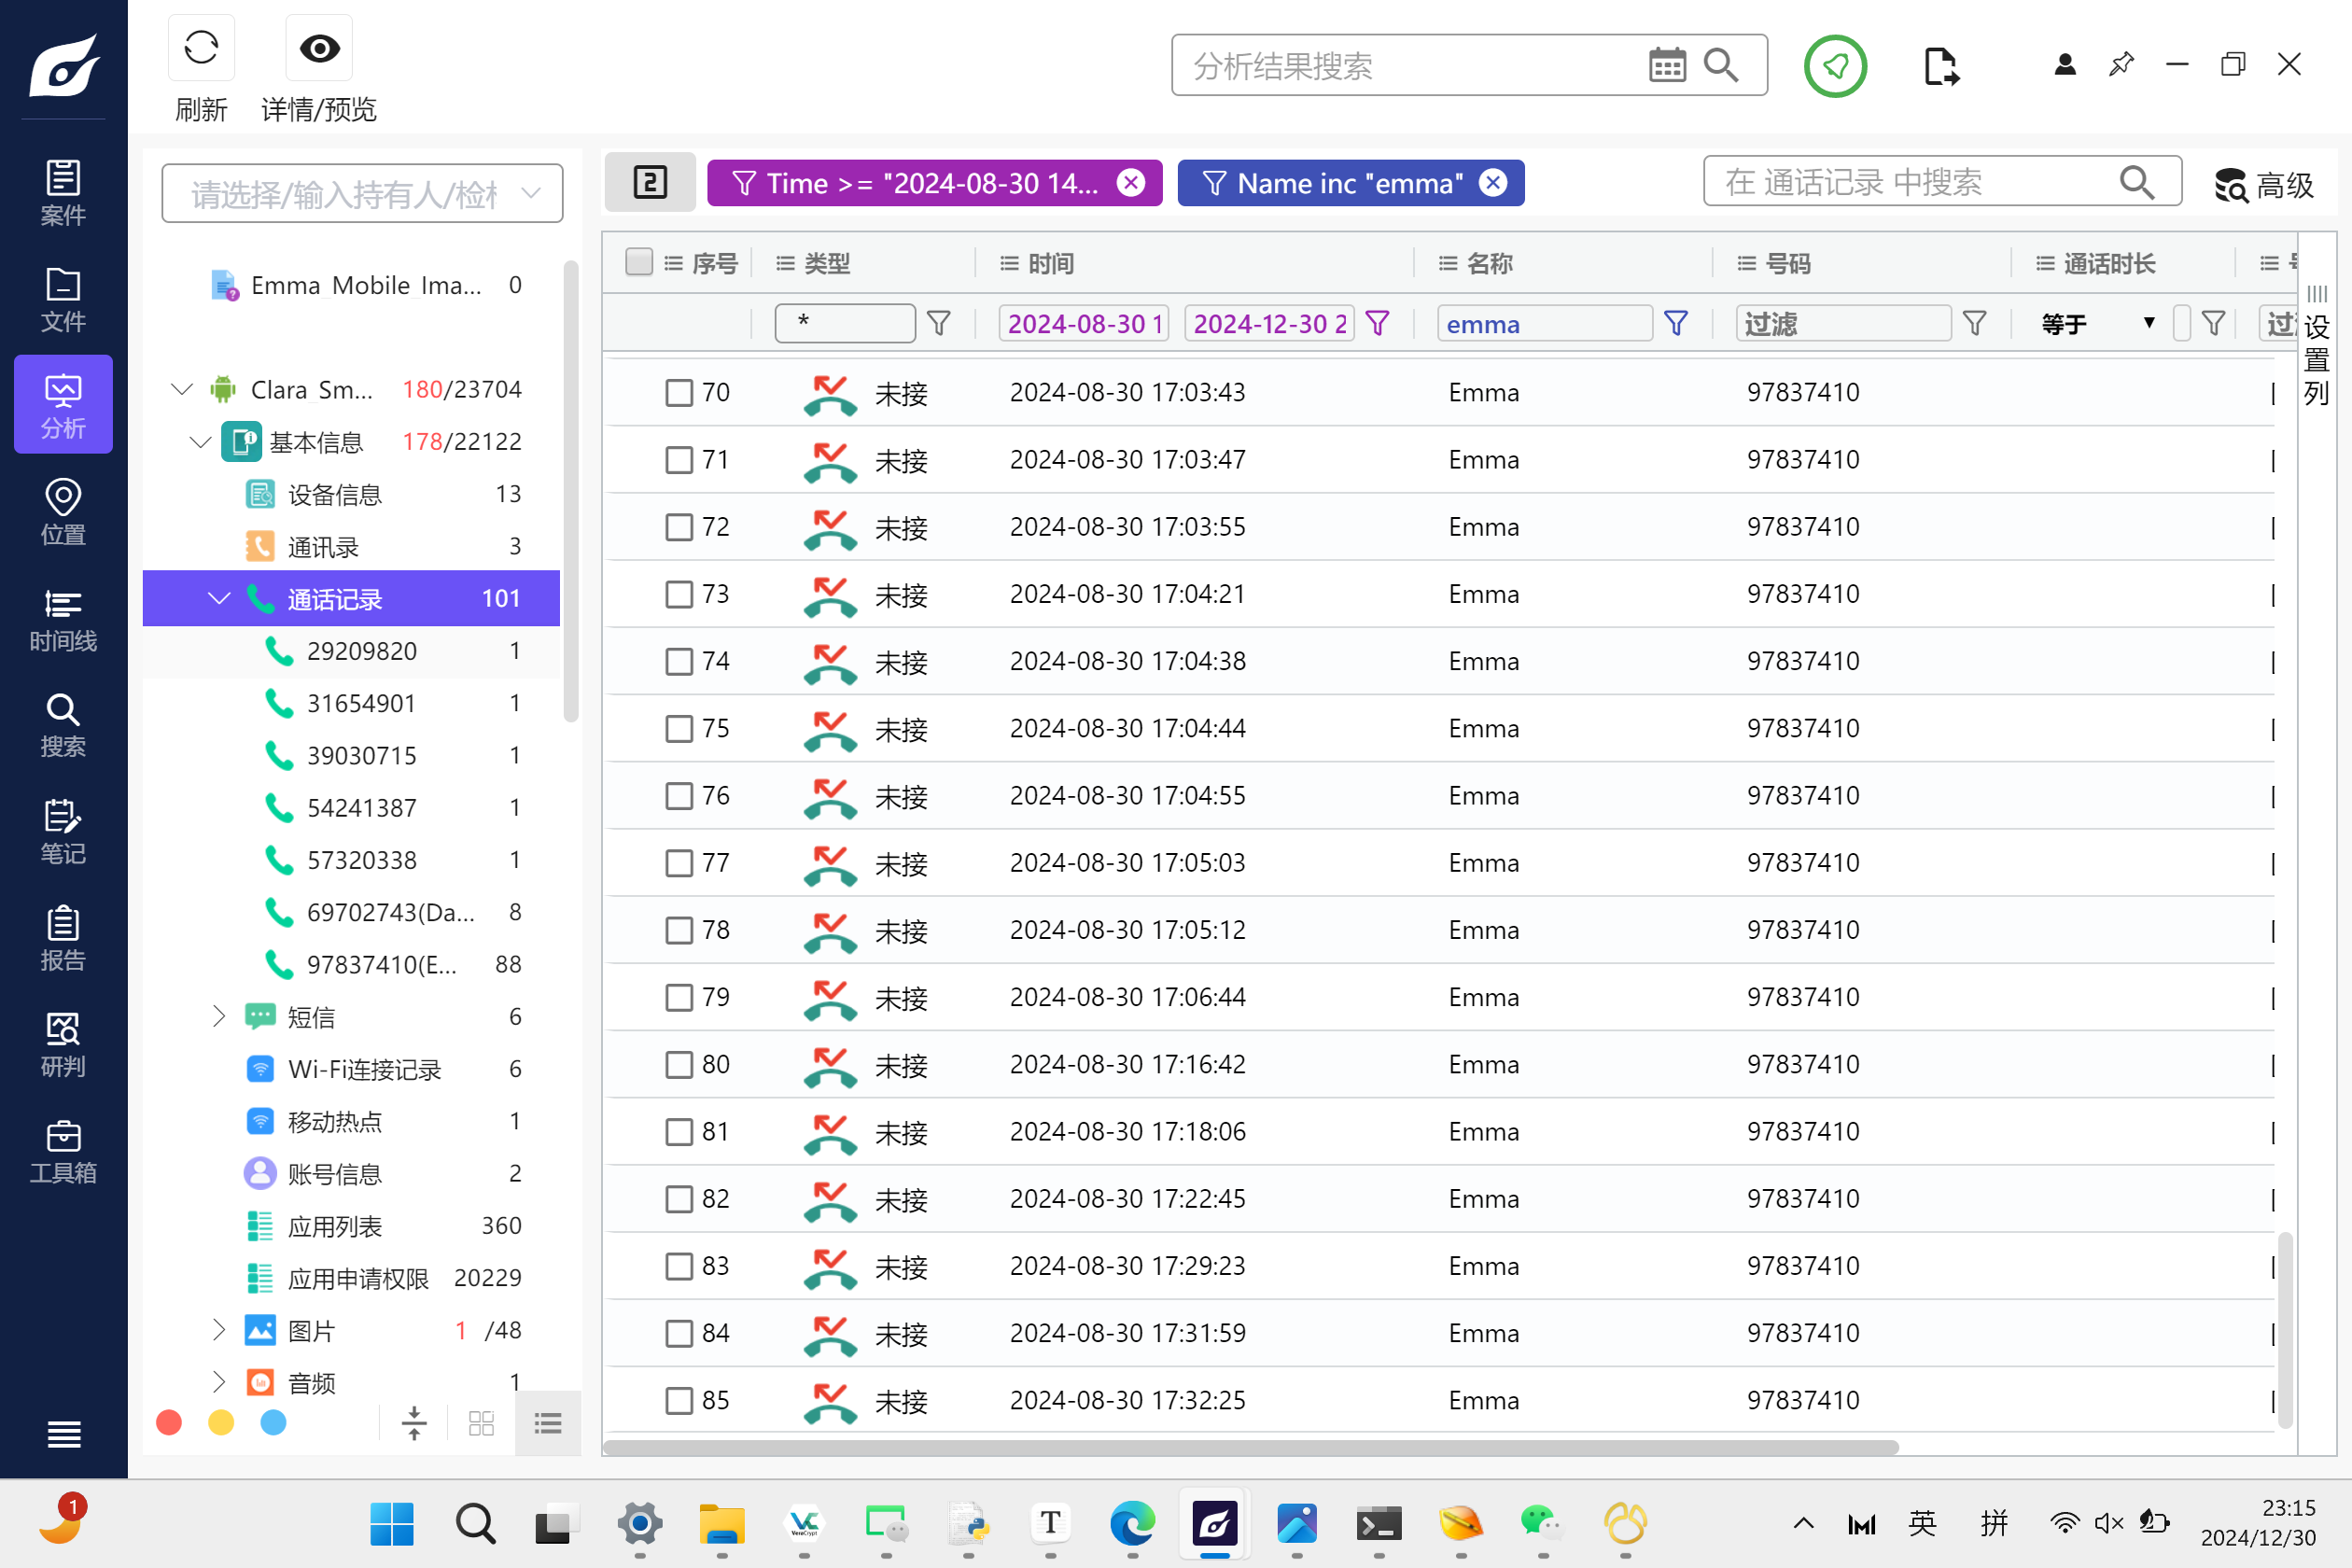 刷新
详情/预览
分析结果搜索
案件
文件
分析
位置
时间线
搜索
笔记
报告
研判
工具箱
请选择/输入持有人/检
Emma_Mobile_Ima... 0
Clara_Sm... 180/23704
基本信息 178/22122
设备信息 13
通讯录 3
通话记录 101
29209820 1
31654901 1
39030715 1
54241387 1
57320338 1
69702743(Da... 8
97837410(E... 88
短信 6
Wi-Fi连接记录 6
移动热点 1
账号信息 2
应用列表 360
应用申请权限 20229
图片 1 /48
音频 1
2 Time >= "2024-08-30 14... Name inc "emma" 在 通话记录 中搜索 高级
序号 类型 时间 名称 号码 通话时长
* 2024-08-30 1 2024-12-30 2 emma 过滤 等于 过
设置列
70 未接 2024-08-30 17:03:43 Emma 97837410
71 未接 2024-08-30 17:03:47 Emma 97837410
72 未接 2024-08-30 17:03:55 Emma 97837410
73 未接 2024-08-30 17:04:21 Emma 97837410
74 未接 2024-08-30 17:04:38 Emma 97837410
75 未接 2024-08-30 17:04:44 Emma 97837410
76 未接 2024-08-30 17:04:55 Emma 97837410
77 未接 2024-08-30 17:05:03 Emma 97837410
78 未接 2024-08-30 17:05:12 Emma 97837410
79 未接 2024-08-30 17:06:44 Emma 97837410
80 未接 2024-08-30 17:16:42 Emma 97837410
81 未接 2024-08-30 17:18:06 Emma 97837410
82 未接 2024-08-30 17:22:45 Emma 97837410
83 未接 2024-08-30 17:29:23 Emma 97837410
84 未接 2024-08-30 17:31:59 Emma 97837410
85 未接 2024-08-30 17:32:25 Emma 97837410
1
VeraCrypt
T
英 拼
23:15
2024/12/30